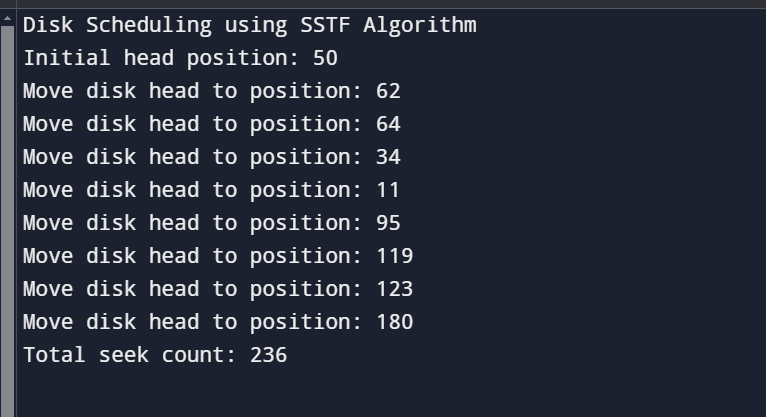 Disk Scheduling using SSTF Algorithm
Initial head position: 50
Move disk head to position: 62
Move disk head to position: 64
Move disk head to position: 34
Move disk head to position: 11
Move disk head to position: 95
Move disk head to position: 119
Move disk head to position: 123
Move disk head to position: 180
Total seek count: 236